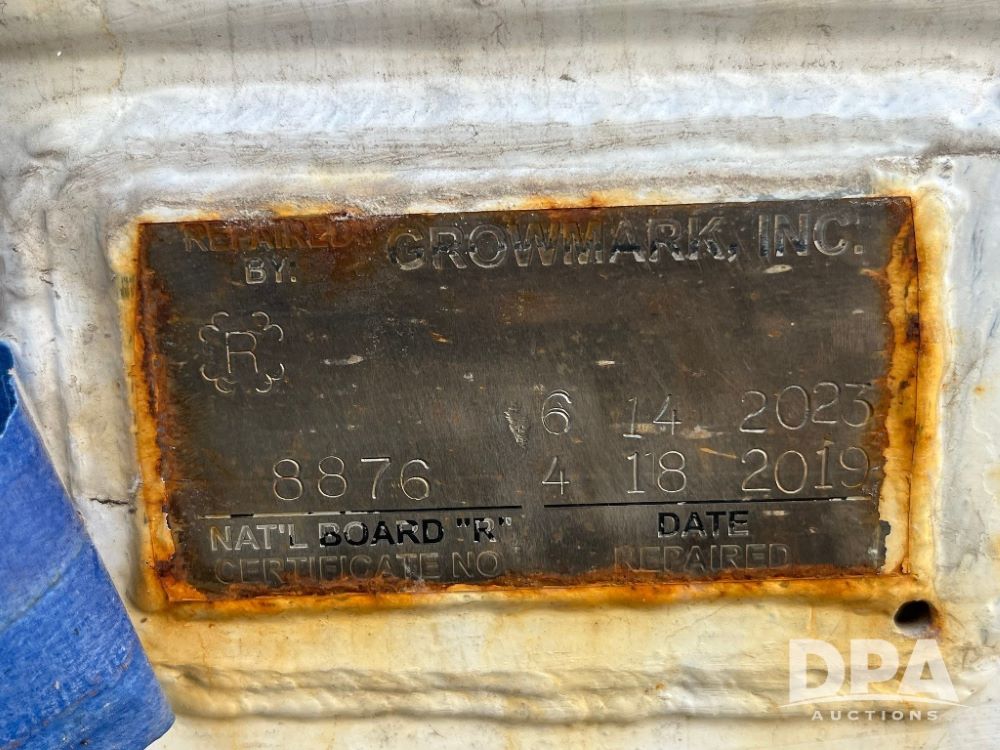 REPAIRED
BY:
GROWMARK, INC.
R
6 14 2023
8876
4 18 2019
NAT'L BOARD "R"
CERTIFICATE NO
DATE
REPAIRED
DPA
AUCTIONS